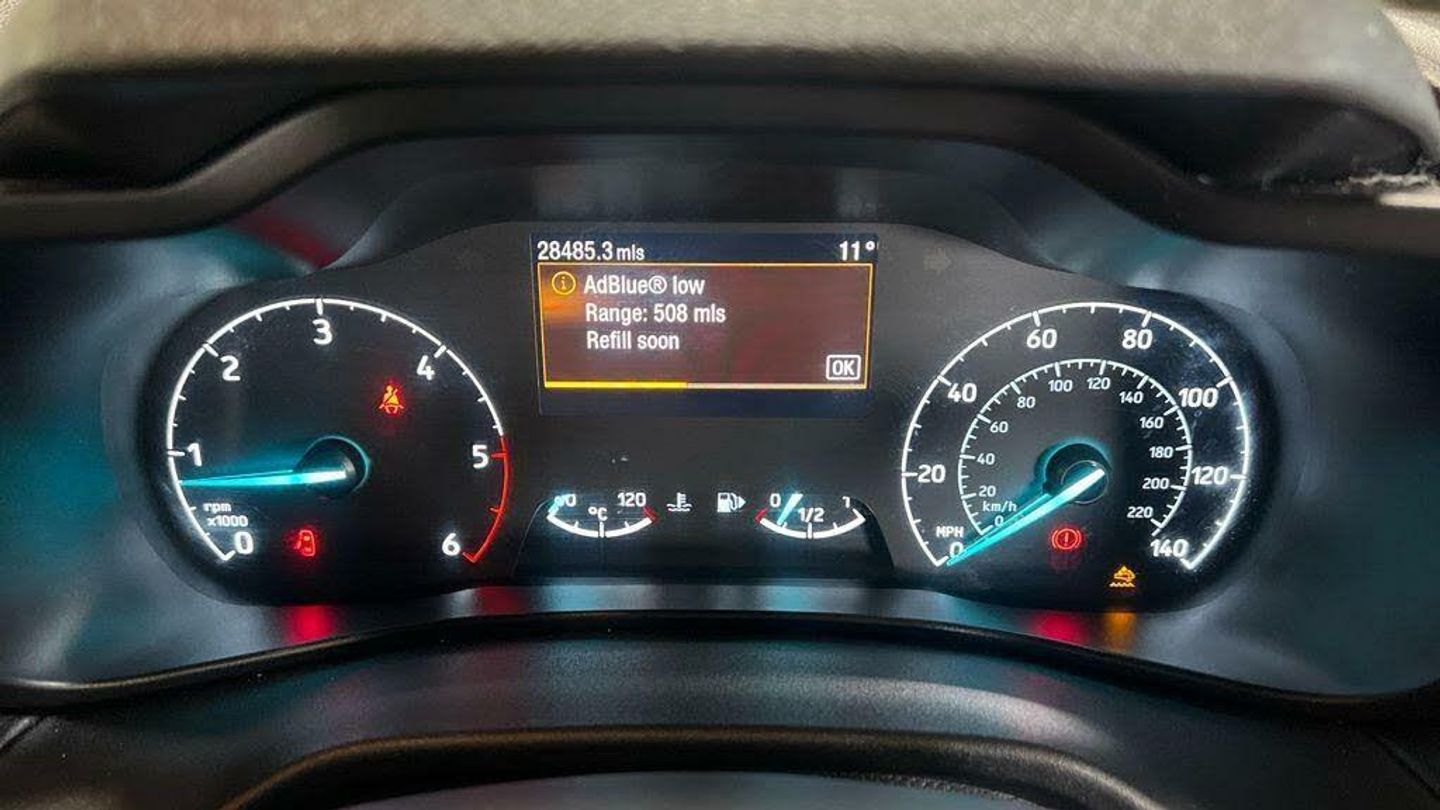 28485.3 mls 11°
AdBlue® low
Range: 508 mls
Refill soon
OK
0 1 2 3 4 5 6
rpm
x1000
0 120
°C
0 1/2 1
0 20 40 60 80 100 120 140
MPH
0 20 40 60 80 100 120 140 160 180 200 220
km/h